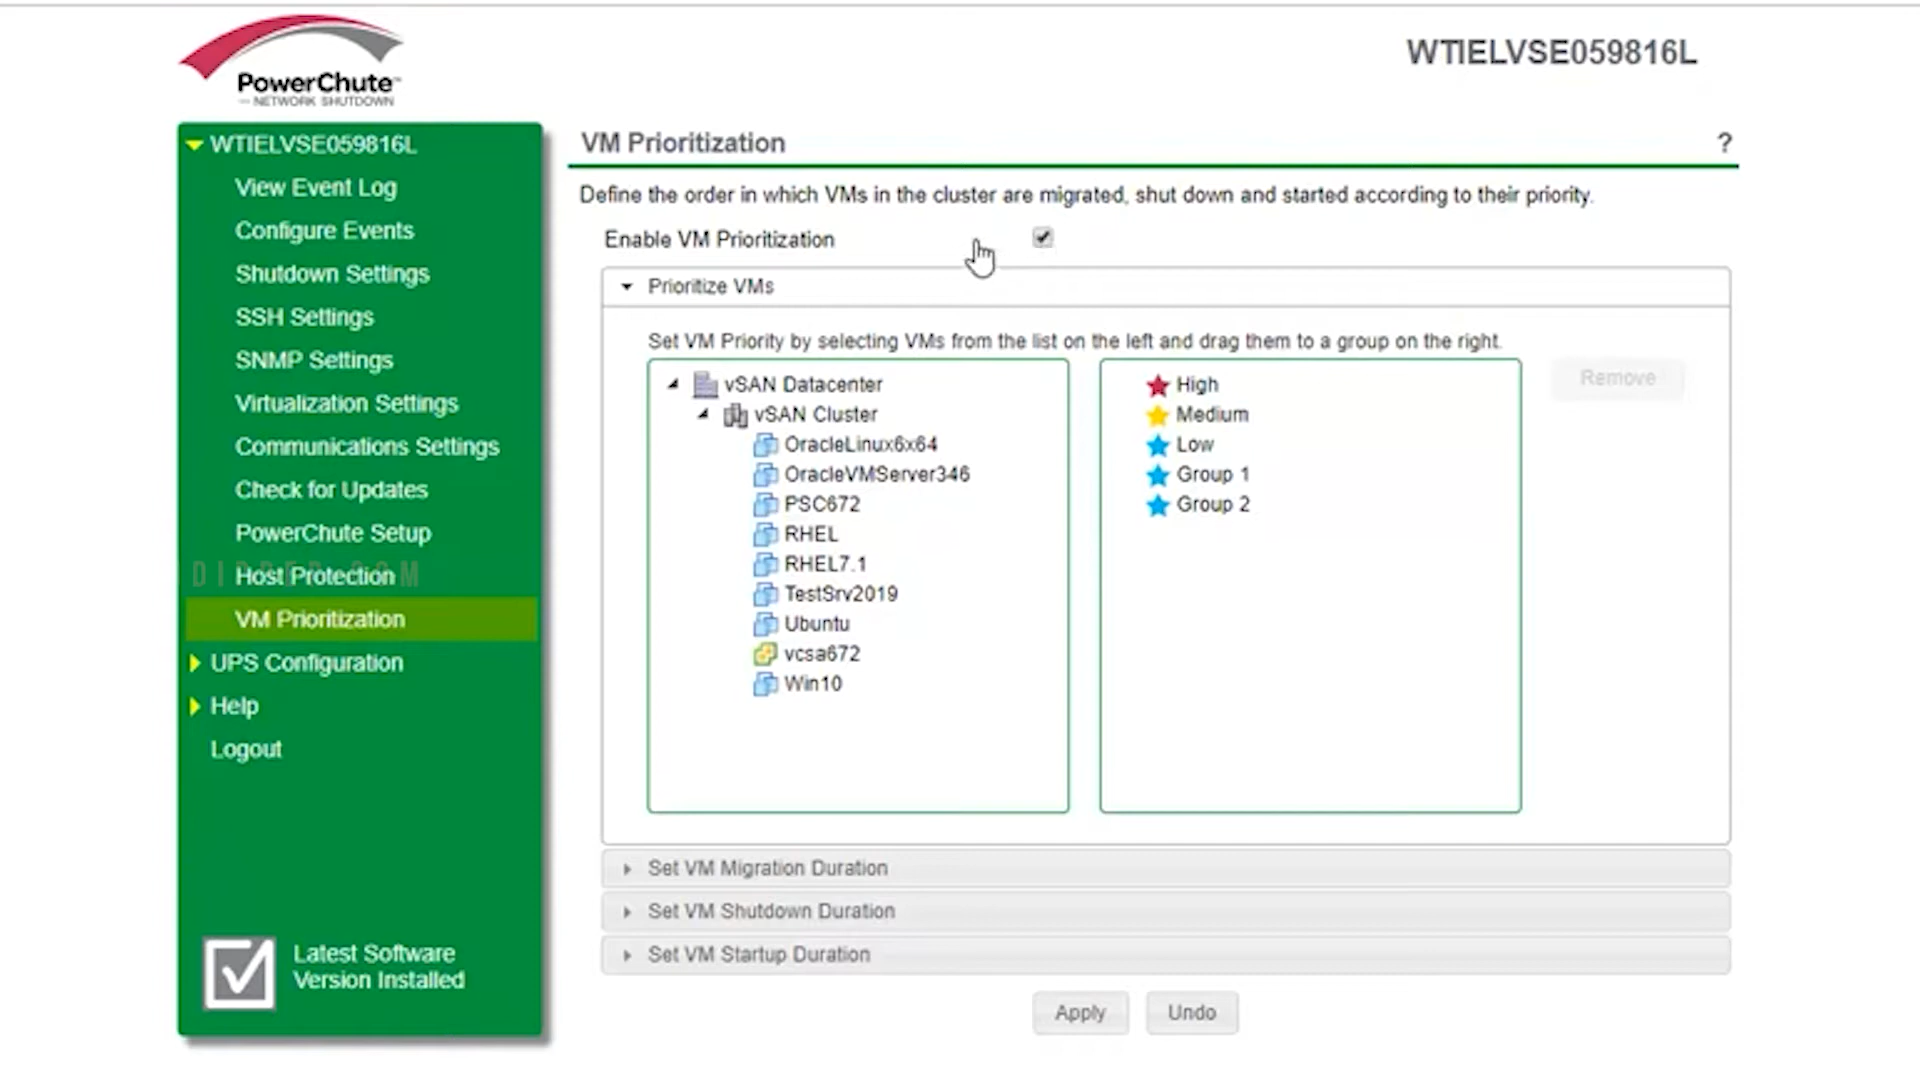 PowerChute™
NETWORK SHUTDOWN
WTIELVSE059816L
WTIELVSE059816L
View Event Log
Configure Events
Shutdown Settings
SSH Settings
SNMP Settings
Virtualization Settings
Communications Settings
Check for Updates
PowerChute Setup
Host Protection
VM Prioritization
UPS Configuration
Help
Logout
Latest Software
Version Installed
VM Prioritization ?
Define the order in which VMs in the cluster are migrated, shut down and started according to their priority.
Enable VM Prioritization
Prioritize VMs
Set VM Priority by selecting VMs from the list on the left and drag them to a group on the right.
vSAN Datacenter
vSAN Cluster
OracleLinux6x64
OracleVMServer346
PSC672
RHEL
RHEL7.1
TestSrv2019
Ubuntu
vcsa672
Win10
High
Medium
Low
Group 1
Group 2
Remove
Set VM Migration Duration
Set VM Shutdown Duration
Set VM Startup Duration
Apply Undo